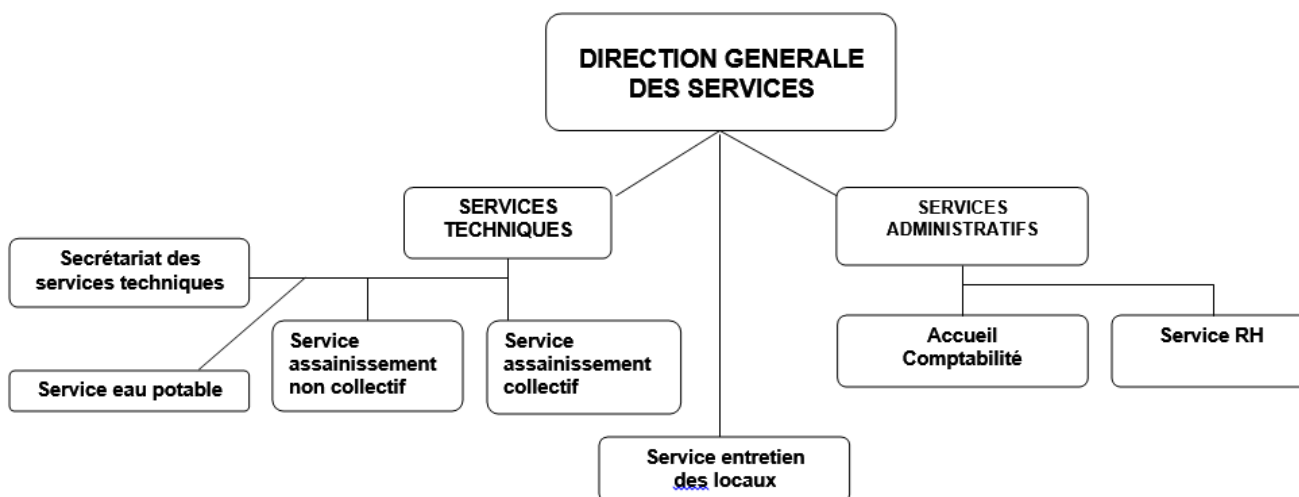 DIRECTION GENERALE
DES SERVICES
SERVICES
TECHNIQUES
SERVICES
ADMINISTRATIFS
Secrétariat des
services techniques
Service eau potable
Service
assainissement
non collectif
Service
assainissement
collectif
Accueil
Comptabilité
Service RH
Service entretien
des locaux